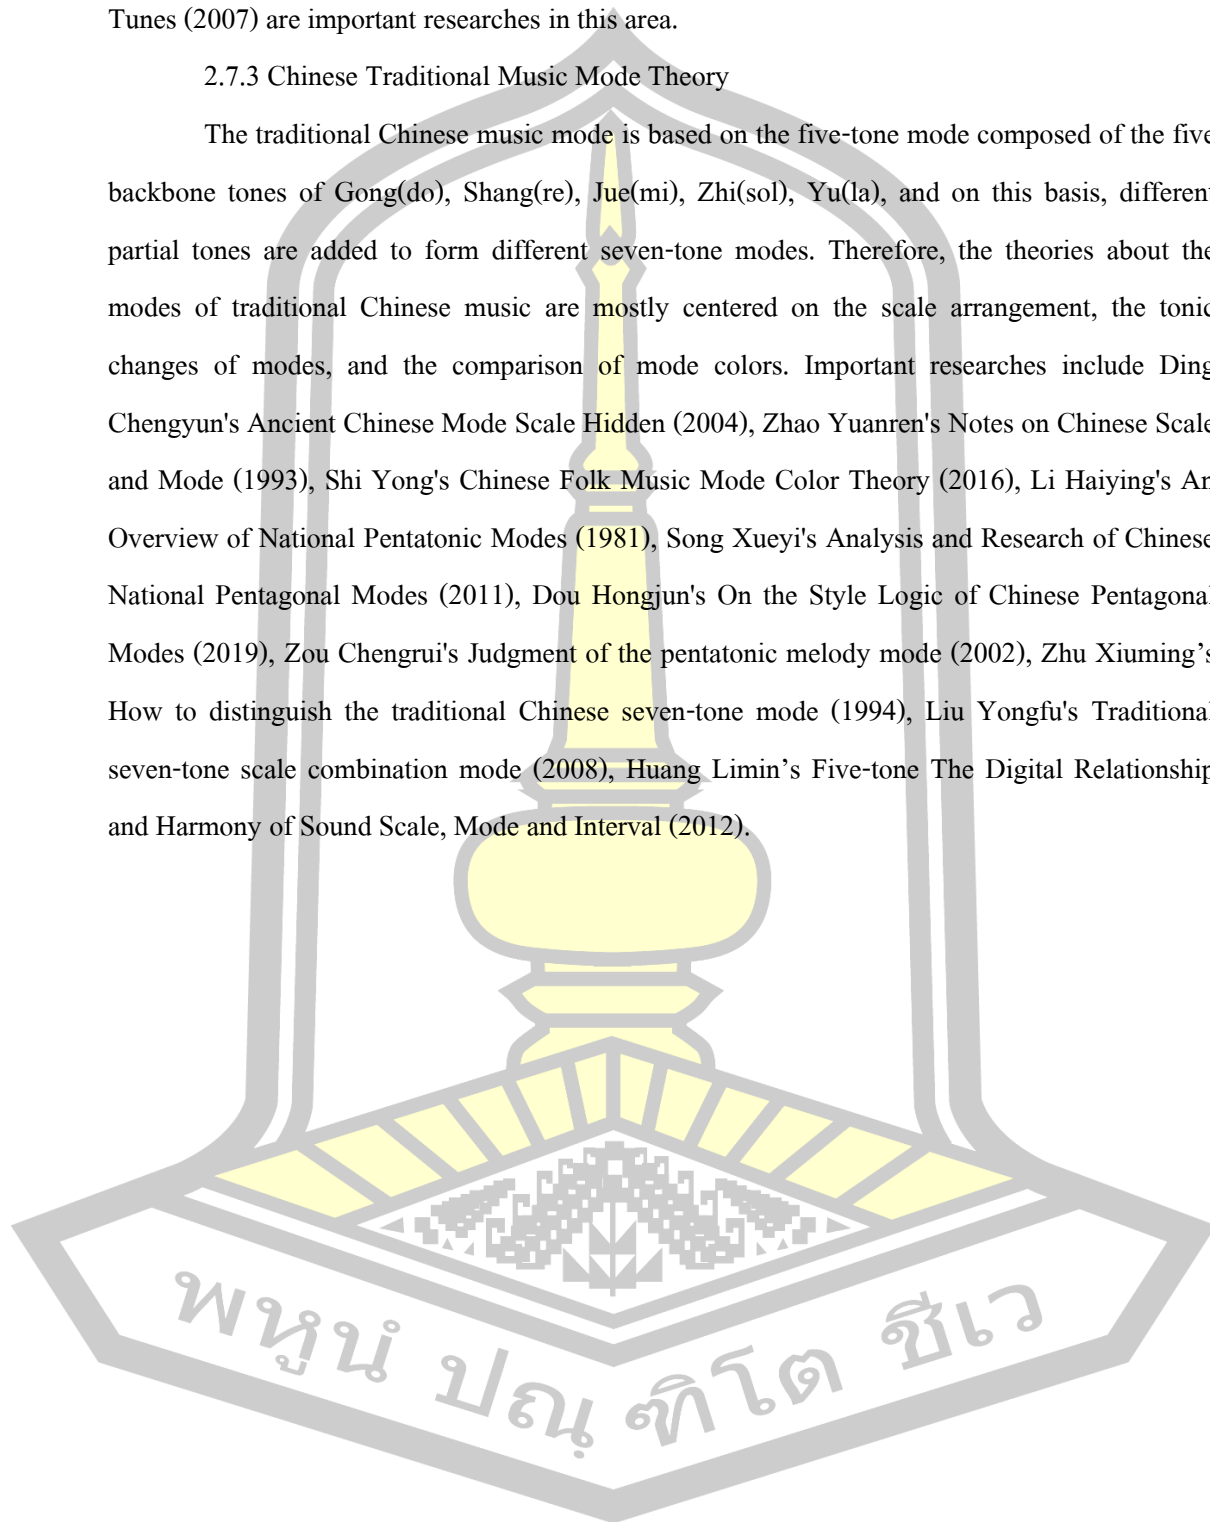 Tunes (2007) are important researches in this area.
2.7.3 Chinese Traditional Music Mode Theory
The traditional Chinese music mode is based on the five-tone mode composed of the five
backbone tones of Gong(do), Shang(re), Jue(mi), Zhi(sol), Yu(la), and on this basis, different
partial tones are added to form different seven-tone modes. Therefore, the theories about the
modes of traditional Chinese music are mostly centered on the scale arrangement, the tonic
changes of modes, and the comparison of mode colors. Important researches include Ding
Chengyun's Ancient Chinese Mode Scale Hidden (2004), Zhao Yuanren's Notes on Chinese Scale
and Mode (1993), Shi Yong's Chinese Folk Music Mode Color Theory (2016), Li Haiying's An
Overview of National Pentatonic Modes (1981), Song Xueyi's Analysis and Research of Chinese
National Pentagonal Modes (2011), Dou Hongjun's On the Style Logic of Chinese Pentagonal
Modes (2019), Zou Chengrui's Judgment of the pentatonic melody mode (2002), Zhu Xiuming’s
How to distinguish the traditional Chinese seven-tone mode (1994), Liu Yongfu's Traditional
seven-tone scale combination mode (2008), Huang Limin’s Five-tone The Digital Relationship
and Harmony of Sound Scale, Mode and Interval (2012).
พหูนํ ปณฺฑิโต ชีเว